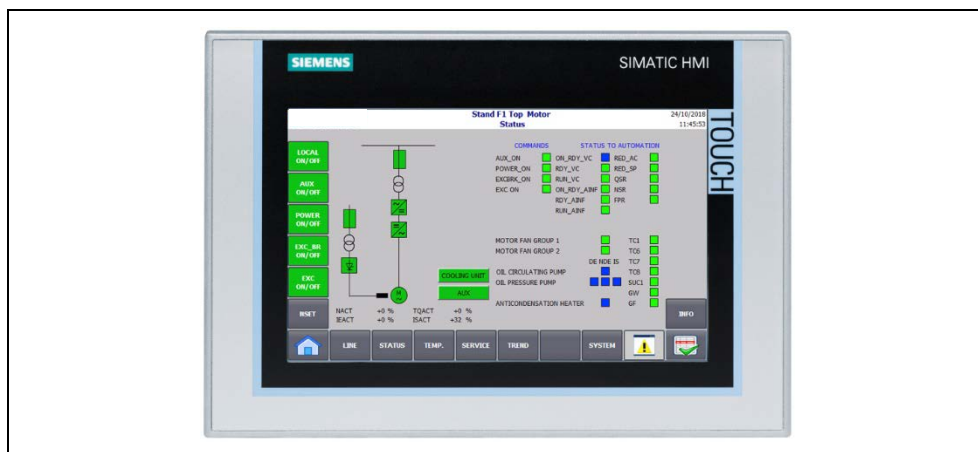 SIEMENS
SIMATIC HMI
TOUCH
Stand F1 Top Motor
Status
24/10/2018
11:45:53
LOCAL
ON/OFF
AUX
ON/OFF
POWER
ON/OFF
EXC_BR
ON/OFF
EXC
ON/OFF
NSET
COMMANDS STATUS TO AUTOMATION
AUX_ON ON_RDY_VC RED_AC
POWER_ON RDY_VC RED_SP
EXCBRK_ON RUN_VC QSR
EXC ON ON_RDY_AINF NSR
RDY_AINF FPR
RUN_AINF
MOTOR FAN GROUP 1 TC1
MOTOR FAN GROUP 2 TC6
DE NDE IS TC7
OIL CIRCULATING PUMP TC8
OIL PRESSURE PUMP SUC1
GW
ANTICONDENSATION HEATER GF
COOLING UNIT
AUX
M
NACT +0 % TQACT +0 %
IEACT +0 % ISACT +32 %
INFO
LINE STATUS TEMP. SERVICE TREND SYSTEM